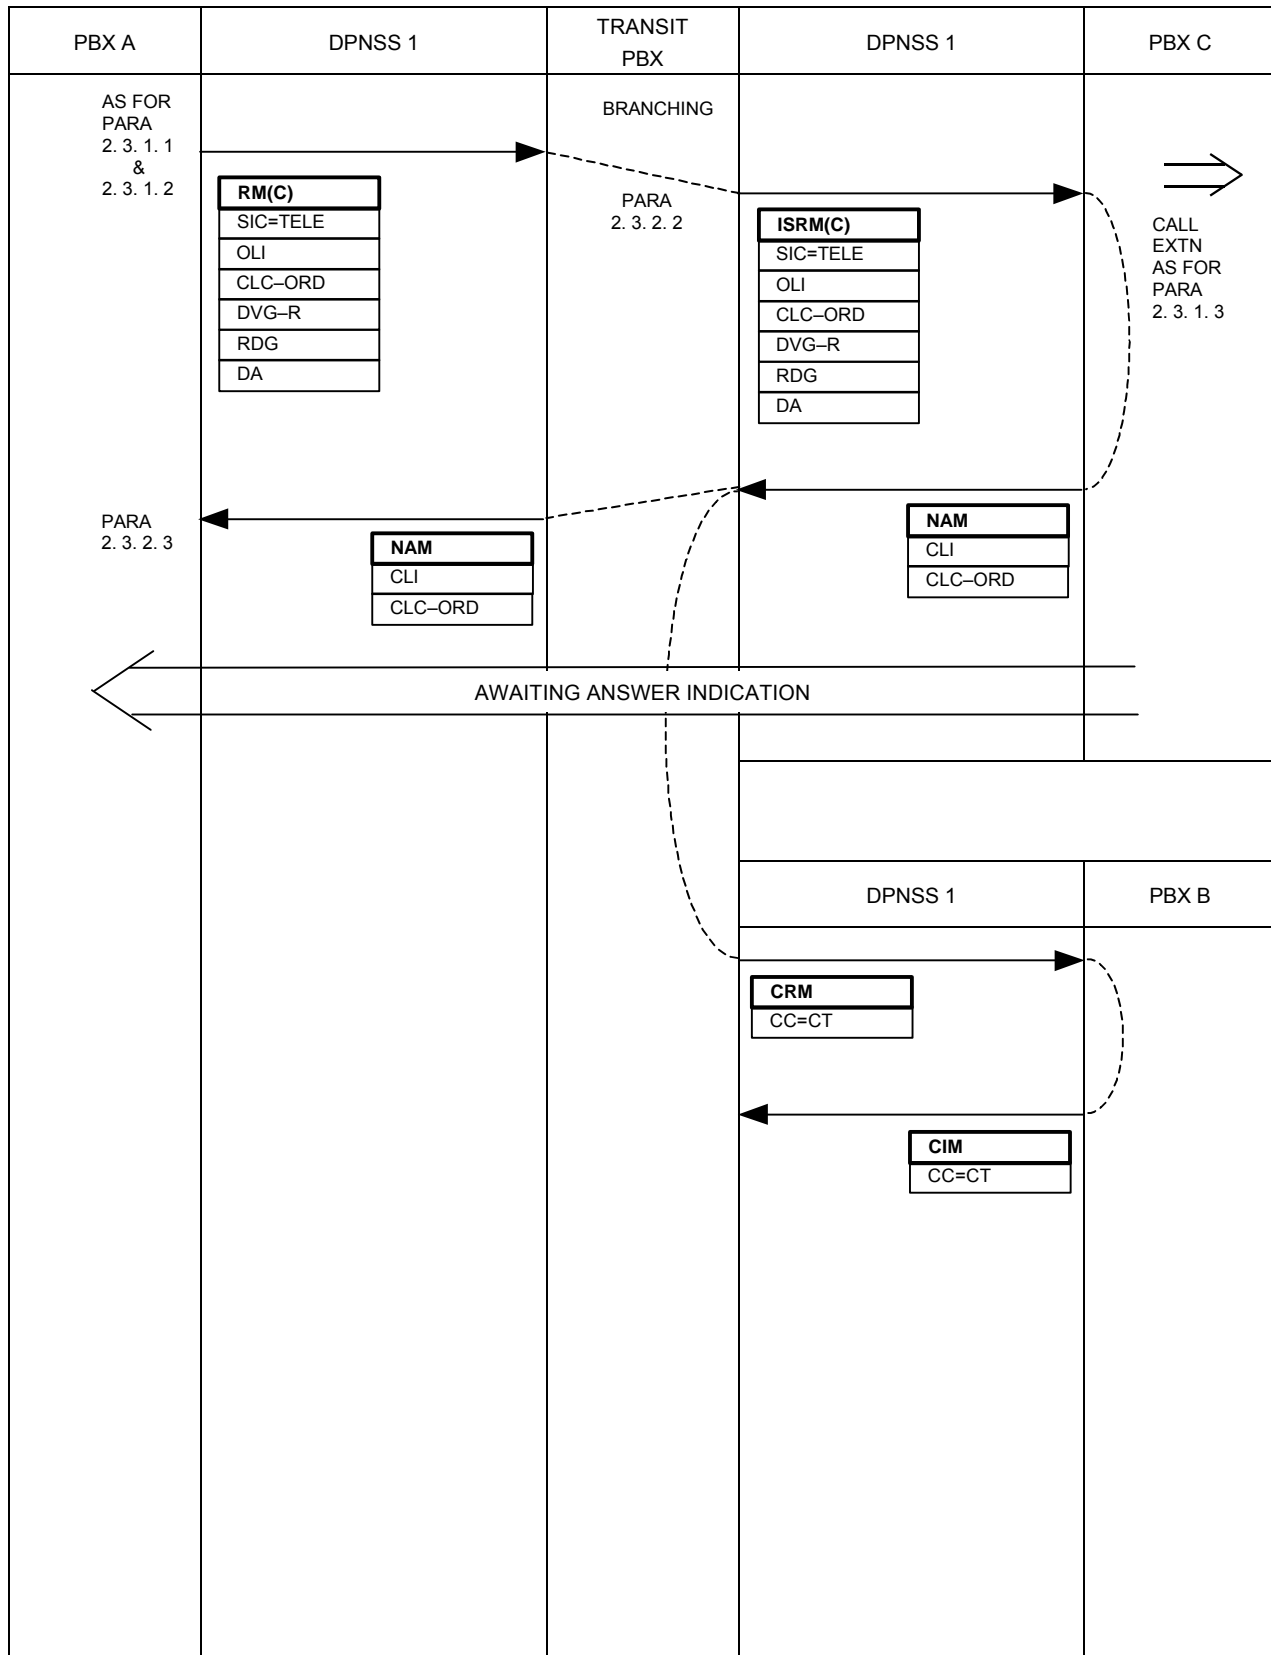 PBX A
DPNSS 1
TRANSIT
PBX
DPNSS 1
PBX C
AS FOR
PARA
2. 3. 1. 1
&
2. 3. 1. 2
BRANCHING
RM(C)
SIC=TELE
OLI
CLC–ORD
DVG–R
RDG
DA
PARA
2. 3. 2. 2
ISRM(C)
SIC=TELE
OLI
CLC–ORD
DVG–R
RDG
DA
CALL
EXTN
AS FOR
PARA
2. 3. 1. 3
PARA
2. 3. 2. 3
NAM
CLI
CLC–ORD
NAM
CLI
CLC–ORD
AWAITING ANSWER INDICATION
DPNSS 1
PBX B
CRM
CC=CT
CIM
CC=CT